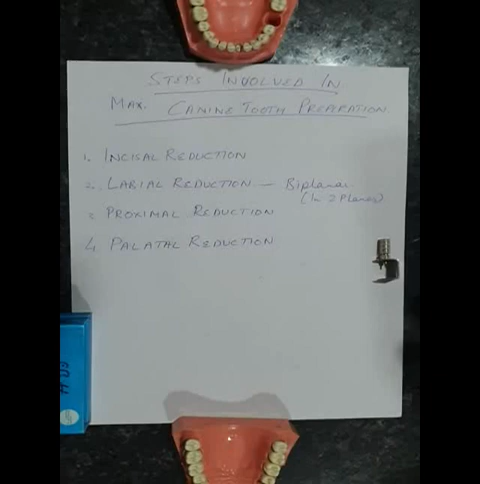 STEPS INVOLVED IN
MAX. CANINE TOOTH PREPERATION
1. INCISAL REDUCTION
2. LABIAL REDUCTION — Biplanar
(In 2 Planes)
3. PROXIMAL REDUCTION
4. PALATAL REDUCTION